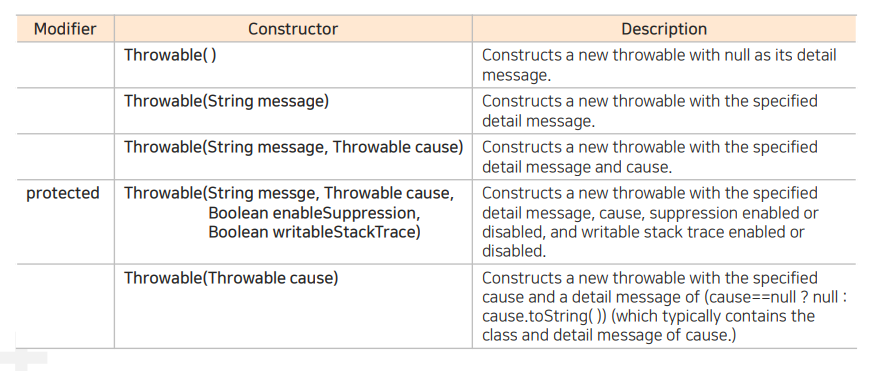 Modifier Constructor Description
Throwable( ) Constructs a new throwable with null as its detail
message.
Throwable(String message) Constructs a new throwable with the specified
detail message.
Throwable(String message, Throwable cause) Constructs a new throwable with the specified
detail message and cause.
protected Throwable(String messge, Throwable cause, Constructs a new throwable with the specified
Boolean enableSuppression, detail message, cause, suppression enabled or
Boolean writableStackTrace) disabled, and writable stack trace enabled or
disabled.
Throwable(Throwable cause) Constructs a new throwable with the specified
cause and a detail message of (cause==null ? null :
cause.toString( )) (which typically contains the
class and detail message of cause.)